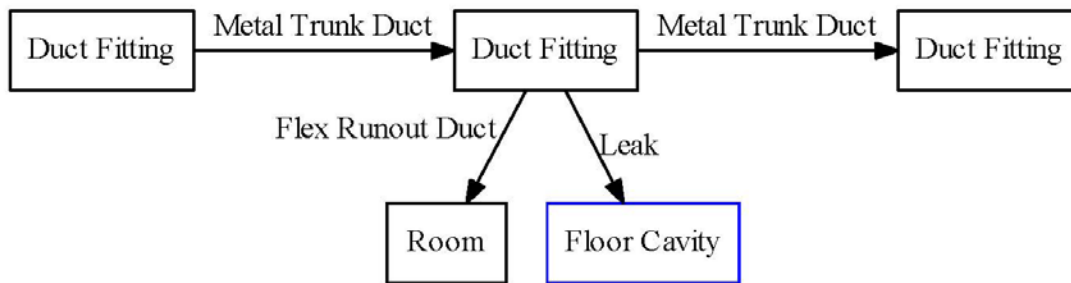 Metal Trunk Duct
Metal Trunk Duct
Duct Fitting
Duct Fitting
Duct Fitting
Flex Runout Duct
Leak
Room
Floor Cavity